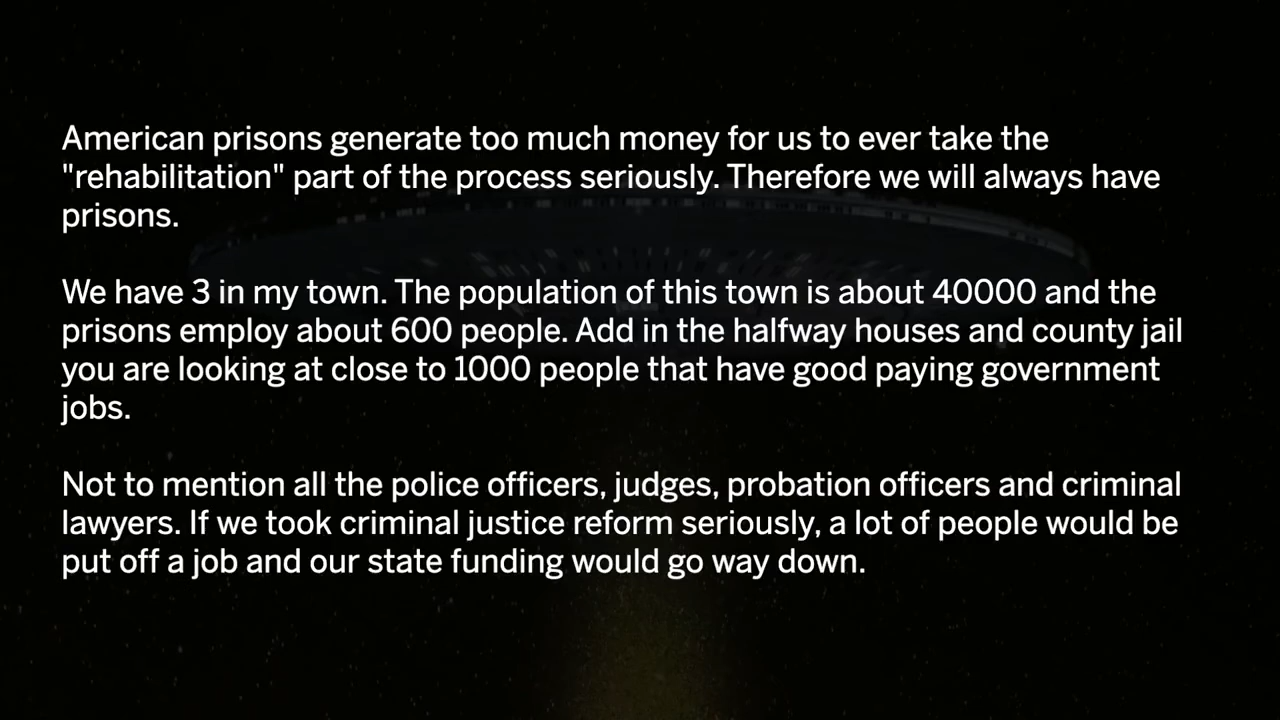 American prisons generate too much money for us to ever take the
"rehabilitation" part of the process seriously. Therefore we will always have
prisons.
We have 3 in my town. The population of this town is about 40000 and the
prisons employ about 600 people. Add in the halfway houses and county jail
you are looking at close to 1000 people that have good paying government
jobs.
Not to mention all the police officers, judges, probation officers and criminal
lawyers. If we took criminal justice reform seriously, a lot of people would be
put off a job and our state funding would go way down.